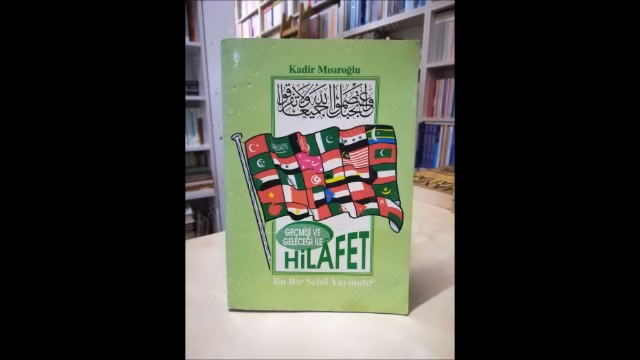 Kadir Mısıroğlu
واعتصموا بحبل الله جميعا ولا تفرقوا
GEÇMİŞİ VE
GELECEĞİ İLE
HİLAFET
Bu Bir Sebil Yayınıdır